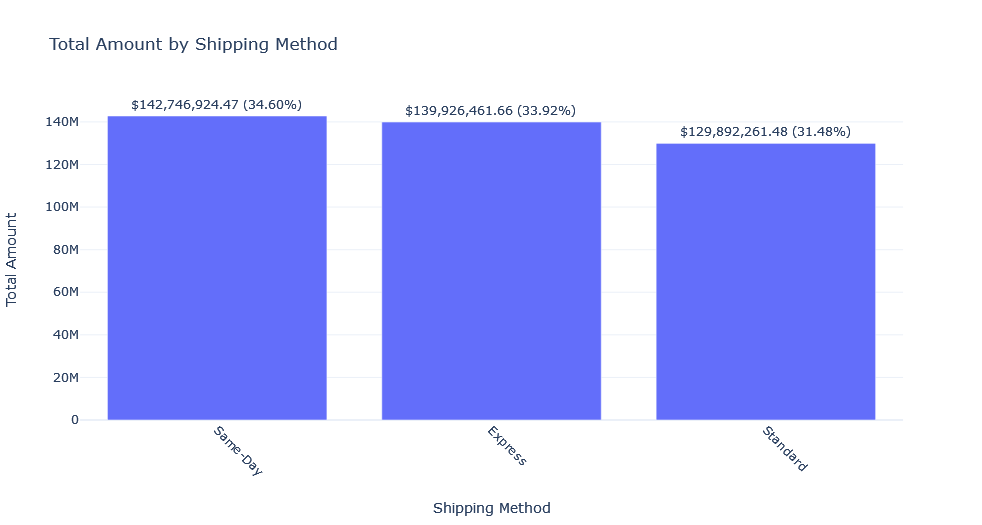 Total Amount by Shipping Method
$142,746,924.47 (34.60%)
$139,926,461.66 (33.92%)
$129,892,261.48 (31.48%)
140M
120M
100M
80M
60M
40M
20M
0
Total Amount
Same-Day
Express
Standard
Shipping Method